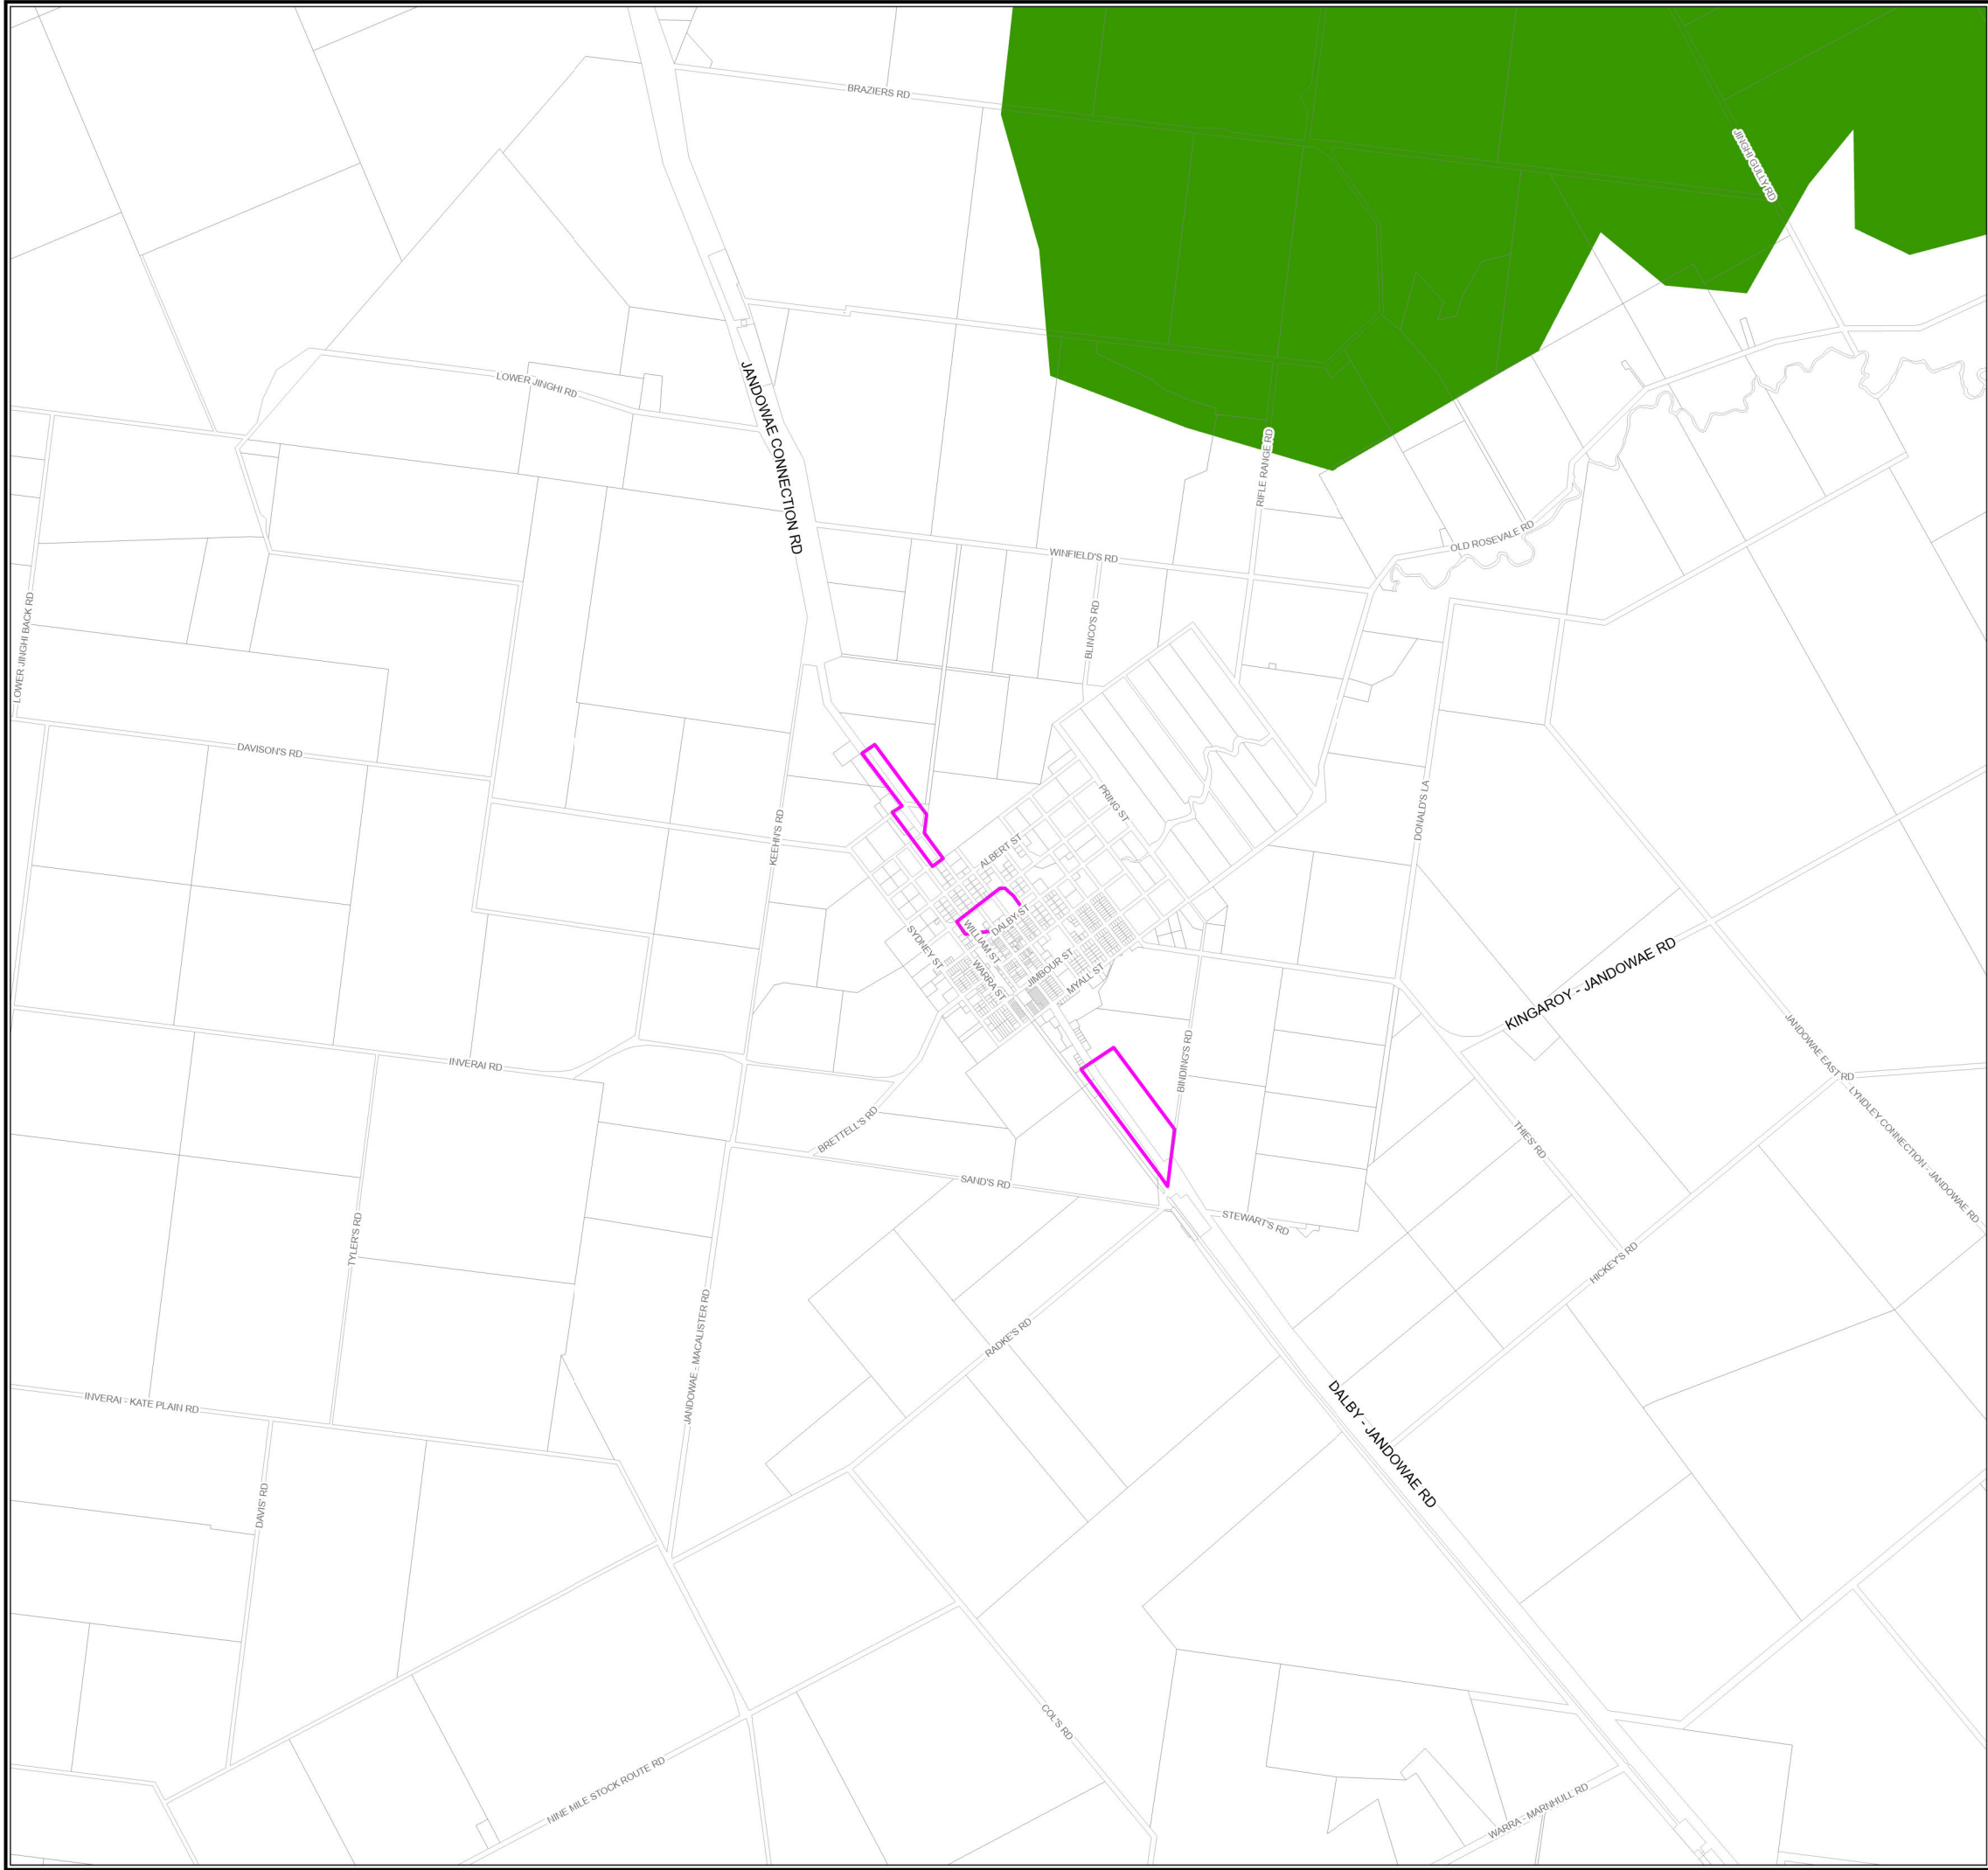 BRAZIERS RD
JINGHI GULLY RD
LOWER JINGHI RD
JANDOWAE CONNECTION RD
RIFLE RANGE RD
OLD ROSEVALE RD
WINFIELD'S RD
LOWER JINGHI BACK RD
BLINCO'S RD
DAVISON'S RD
PRING ST
DONALD'S LA
KEEHN'S RD
ALBERT ST
DALBY ST
WILLIAM ST
SYDNEY ST
JIMBOUR ST
WARRA ST
MYALL ST
KINGAROY - JANDOWAE RD
INVERAI RD
BINDING'S RD
JANDOWAE EAST RD
RD
BRETTELL'S RD
THIES' RD
LYNDLEY CONNECTION - JANDOWAE RD
SAND'S RD
STEWART'S RD
TYLER'S RD
HICKEY'S RD
RADKE'S RD
JANDOWAE - MACALISTER RD
INVERAI - KATE PLAIN RD
DALBY - JANDOWAE RD
DAVIS' RD
COL'S RD
NINE MILE STOCK ROUTE RD
WARRA - MARNHULL RD